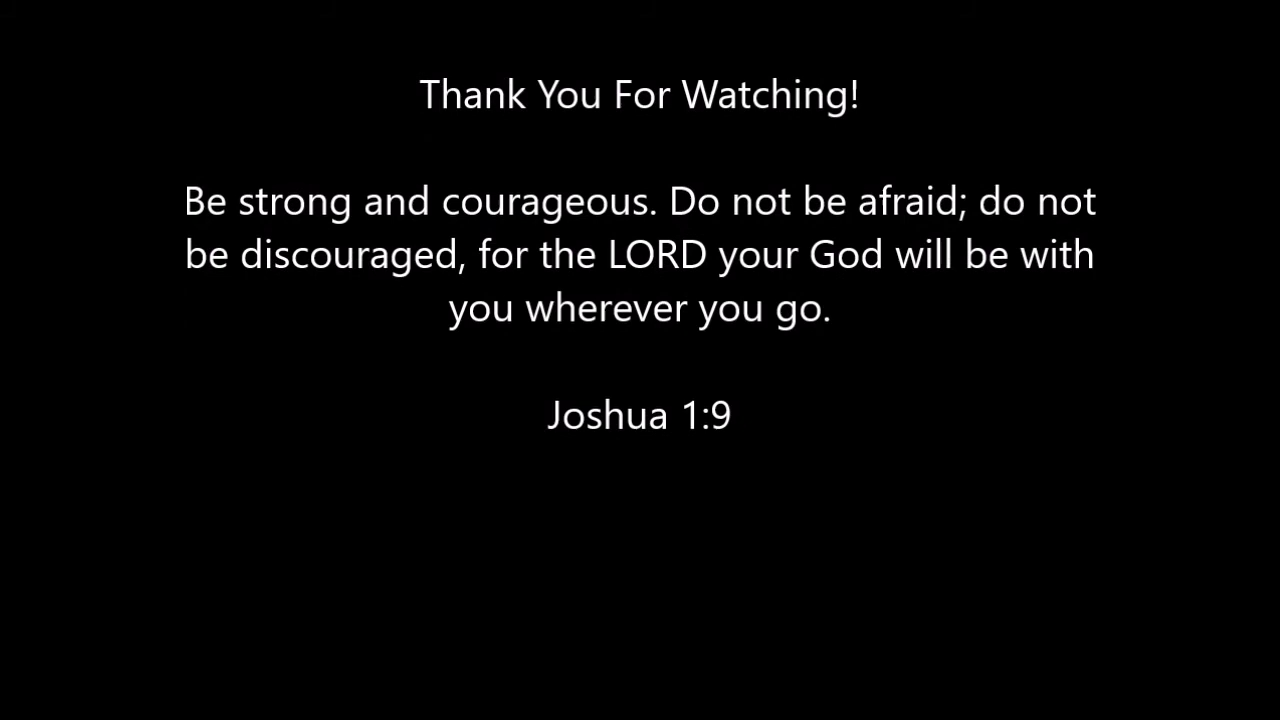 Thank You For Watching!
Be strong and courageous. Do not be afraid; do not
be discouraged, for the LORD your God will be with
you wherever you go.
Joshua 1:9